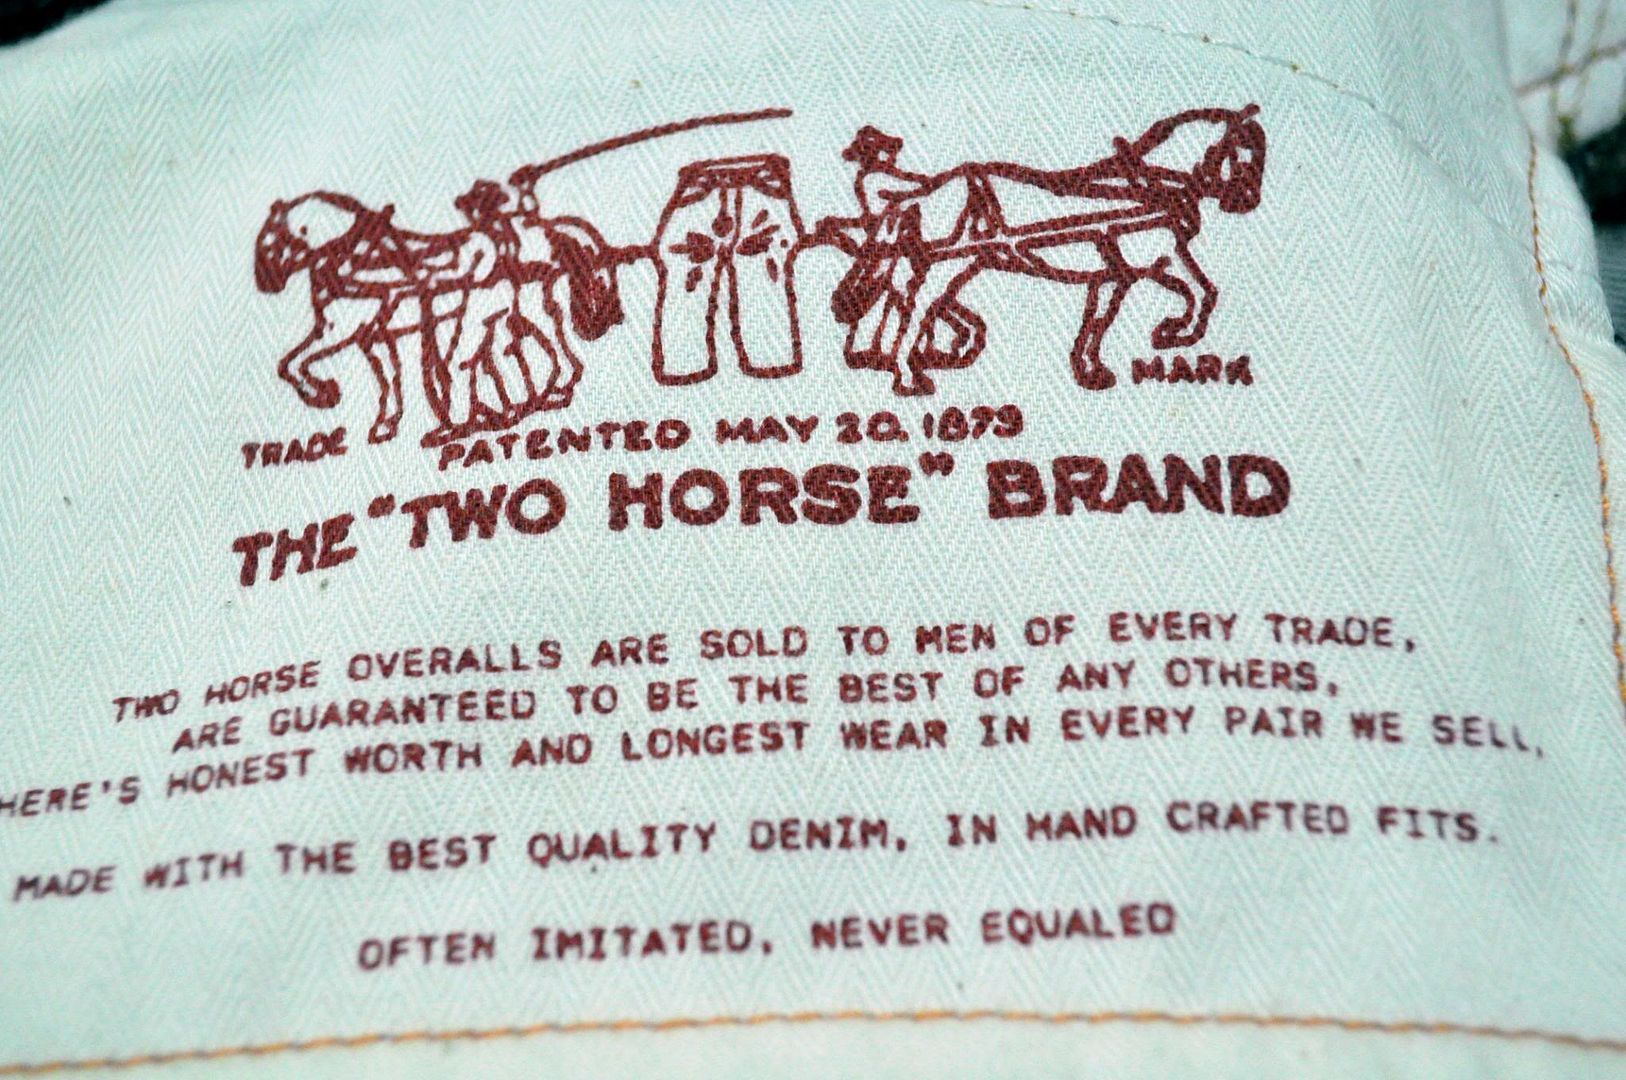 TRADE
MARK
PATENTED MAY 20. 1873
THE "TWO HORSE" BRAND
TWO HORSE OVERALLS ARE SOLD TO MEN OF EVERY TRADE,
ARE GUARANTEED TO BE THE BEST OF ANY OTHERS,
HERE'S HONEST WORTH AND LONGEST WEAR IN EVERY PAIR WE SELL,
MADE WITH THE BEST QUALITY DENIM, IN HAND CRAFTED FITS.
OFTEN IMITATED, NEVER EQUALED